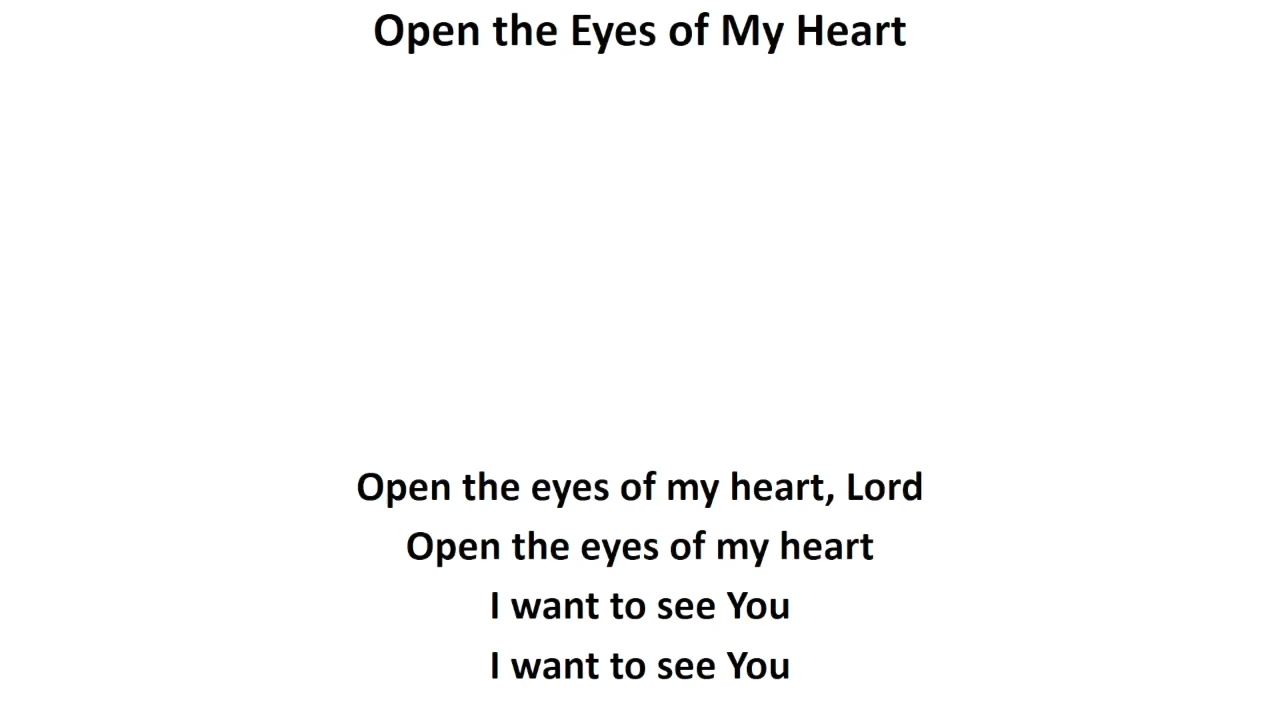 Open the Eyes of My Heart
Open the eyes of my heart, Lord
Open the eyes of my heart
I want to see You
I want to see You